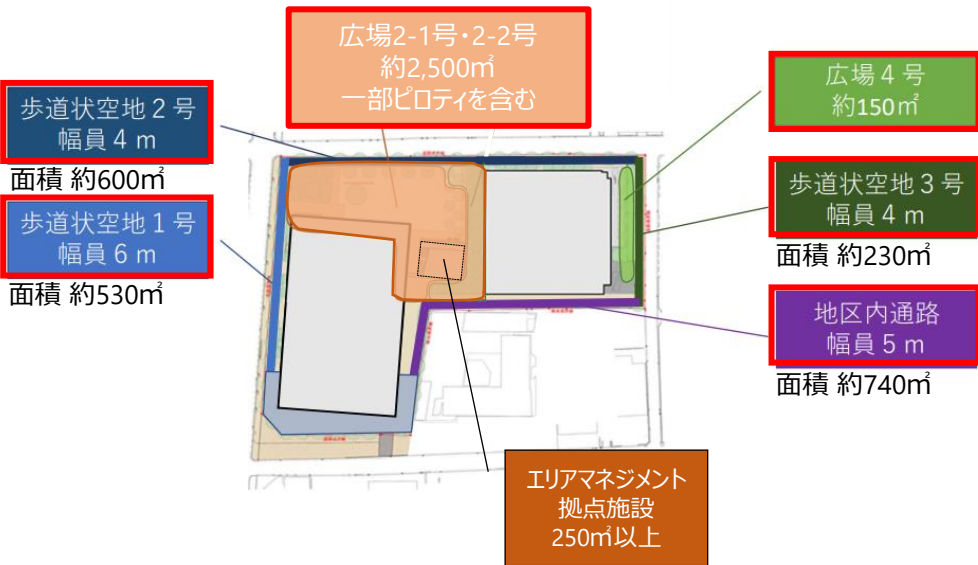 広場2-1号・2-2号
約2,500㎡
一部ピロティを含む
歩道状空地２号
幅員４ｍ
面積 約600㎡
歩道状空地１号
幅員６ｍ
面積 約530㎡
広場４号
約150㎡
歩道状空地３号
幅員４ｍ
面積 約230㎡
地区内通路
幅員５ｍ
面積 約740㎡
エリアマネジメント
拠点施設
250㎡以上